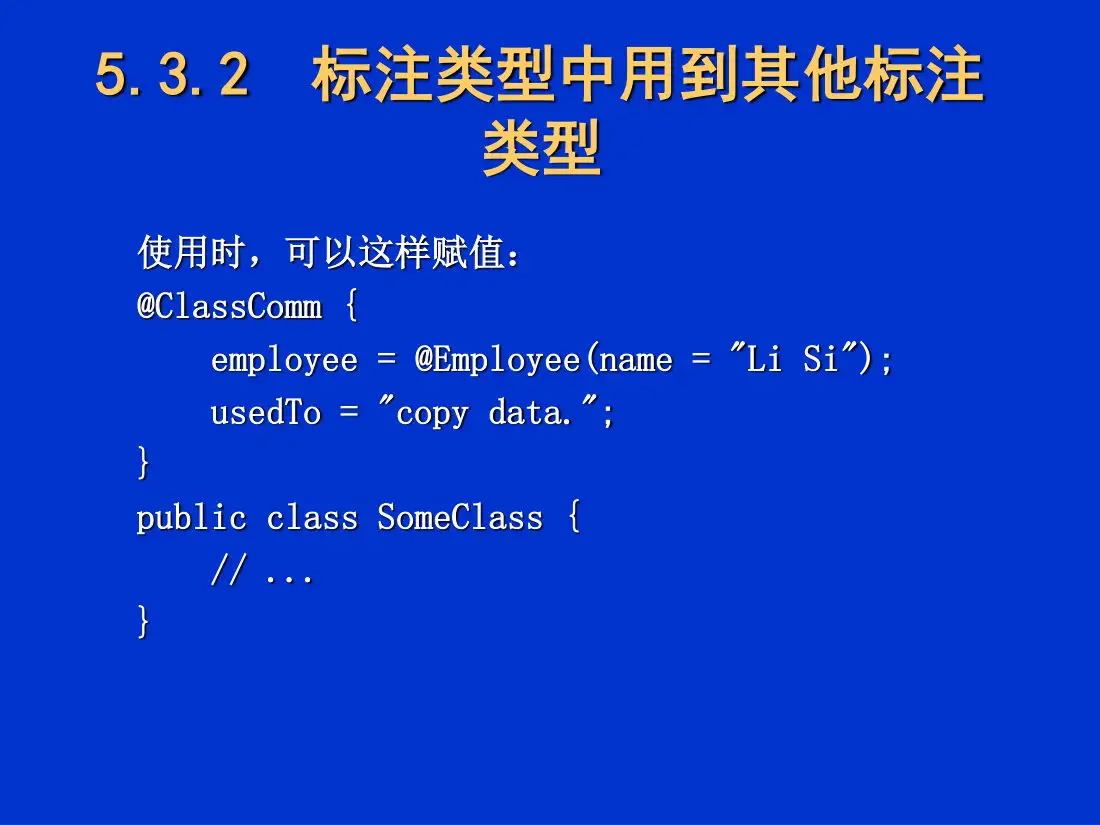 5.3.2 标注类型中用到其他标注
类型
使用时，可以这样赋值：
@ClassComm {
employee = @Employee(name = "Li Si");
usedTo = "copy data.";
}
public class SomeClass {
// ...
}